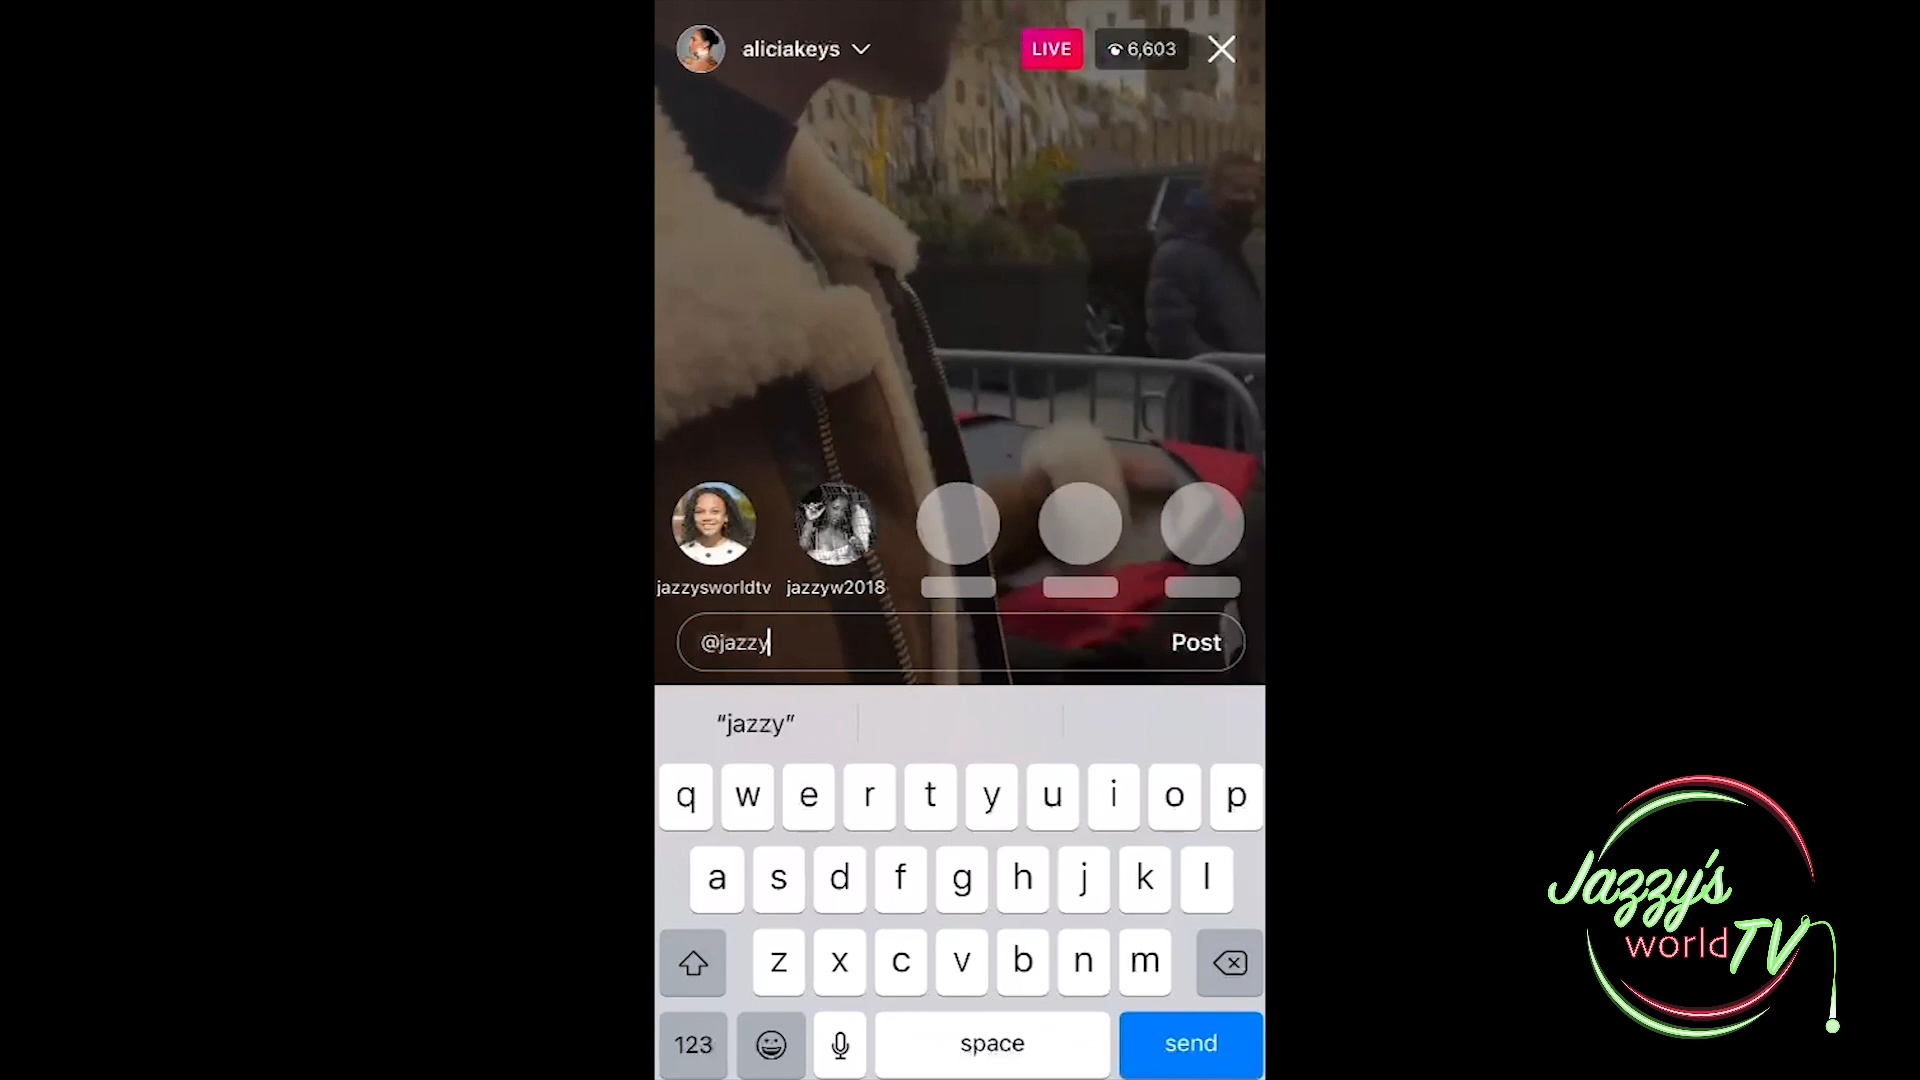 aliciakeys
LIVE
6,603
jazzysworldtv
jazzyw2018
@jazzy
Post
“jazzy”
q w e r t y u i o p
a s d f g h j k l
z x c v b n m
123
space
send
Jazzy's
world TV